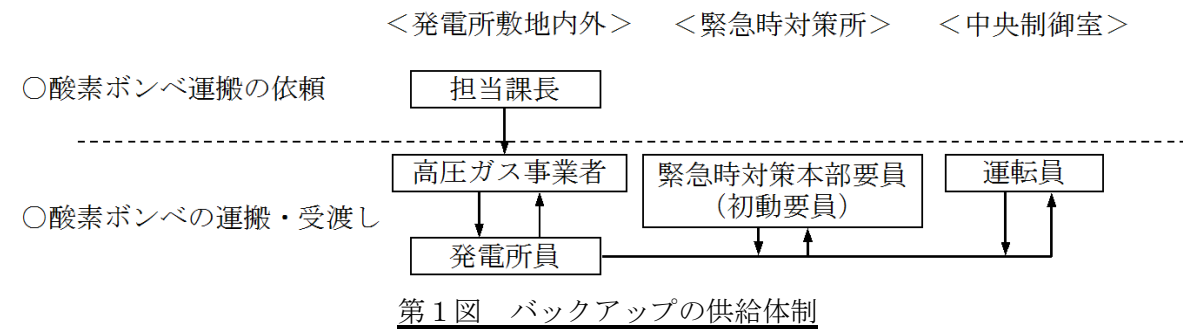 ＜発電所敷地内外＞　＜緊急時対策所＞　＜中央制御室＞
○酸素ボンベ運搬の依頼
担当課長
高圧ガス事業者
緊急時対策本部要員
（初動要員）
運転員
○酸素ボンベの運搬・受渡し
発電所員
第１図　バックアップの供給体制